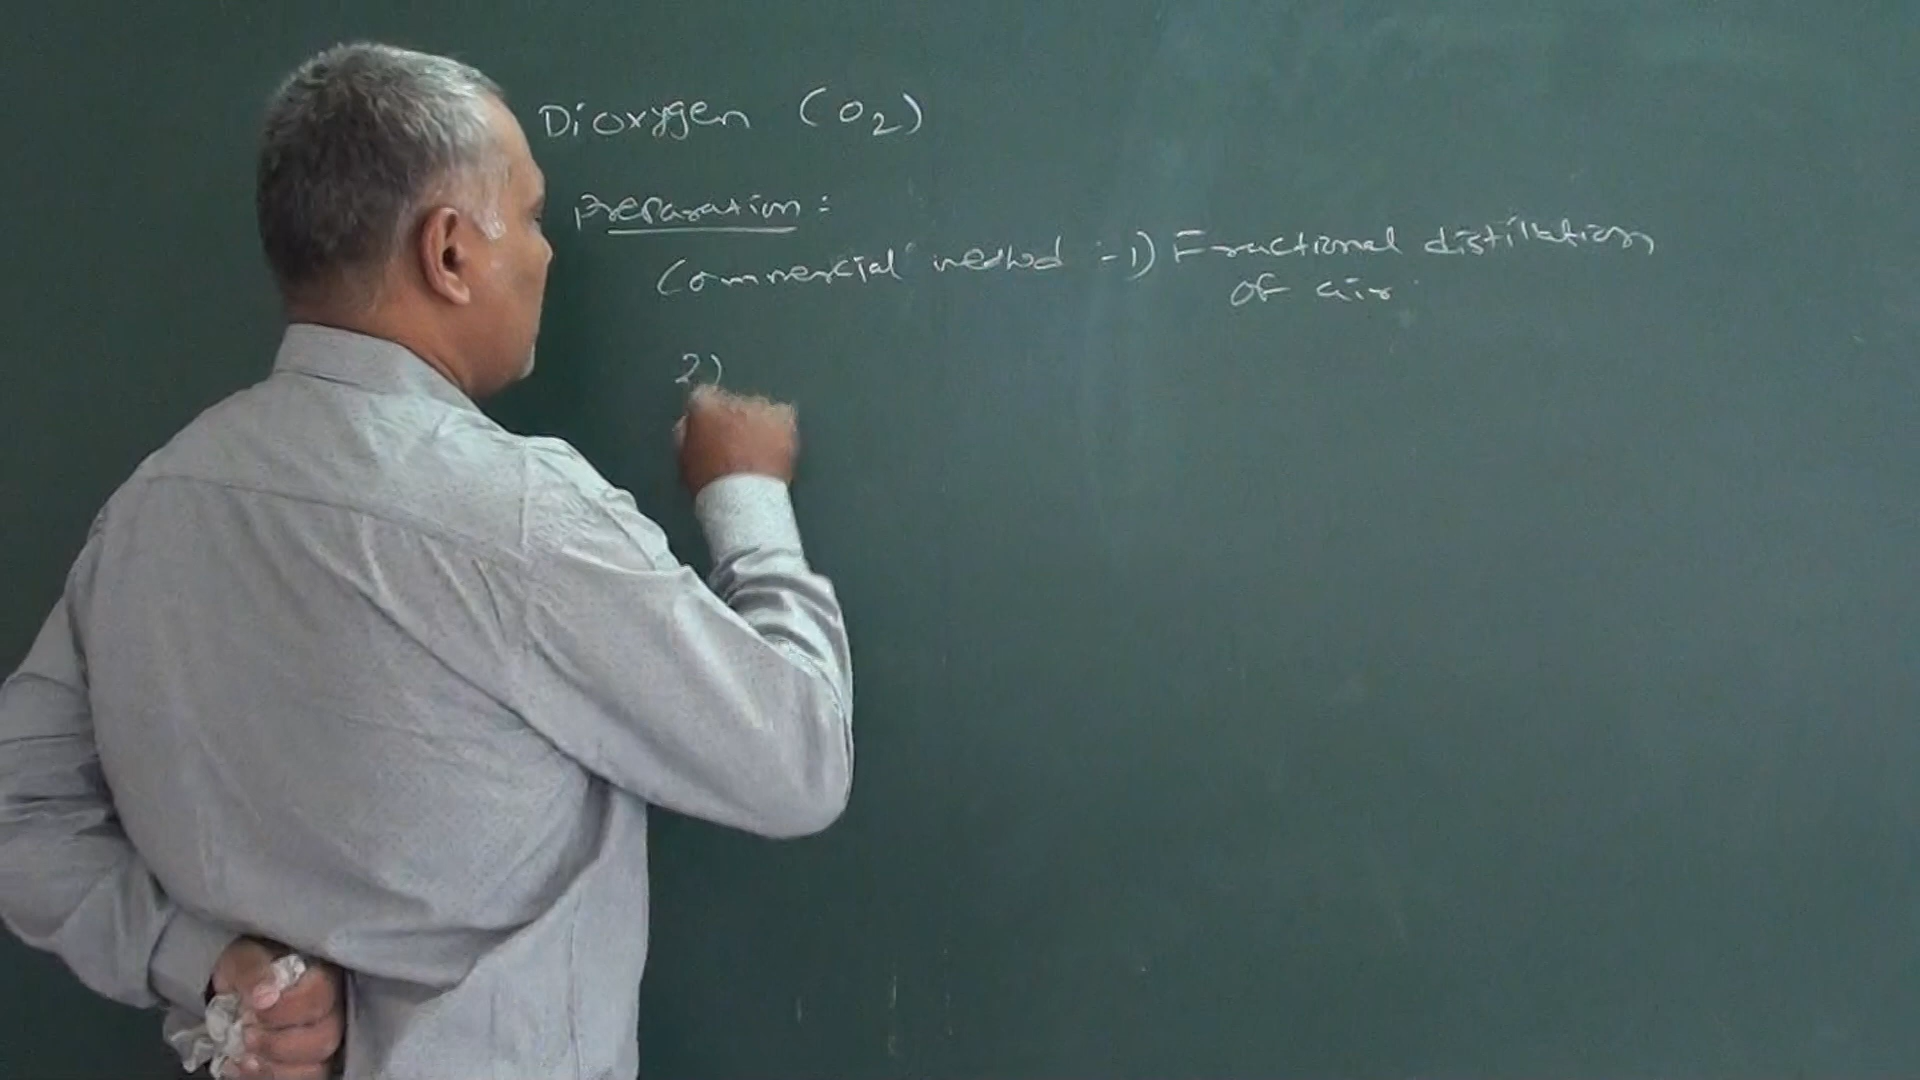 Dioxygen (O2)
Preparation:
Commercial method :- 1) Fractional distillation
of air.
2)